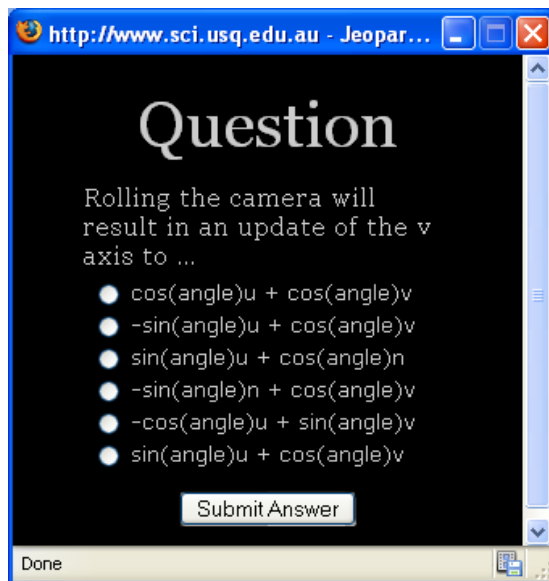 http://www.sci.usq.edu.au - Jeopar...
Question
Rolling the camera will
result in an update of the v
axis to ...
cos(angle)u + cos(angle)v
-sin(angle)u + cos(angle)v
sin(angle)u + cos(angle)n
-sin(angle)n + cos(angle)v
-cos(angle)u + sin(angle)v
sin(angle)u + cos(angle)v
Submit Answer
Done